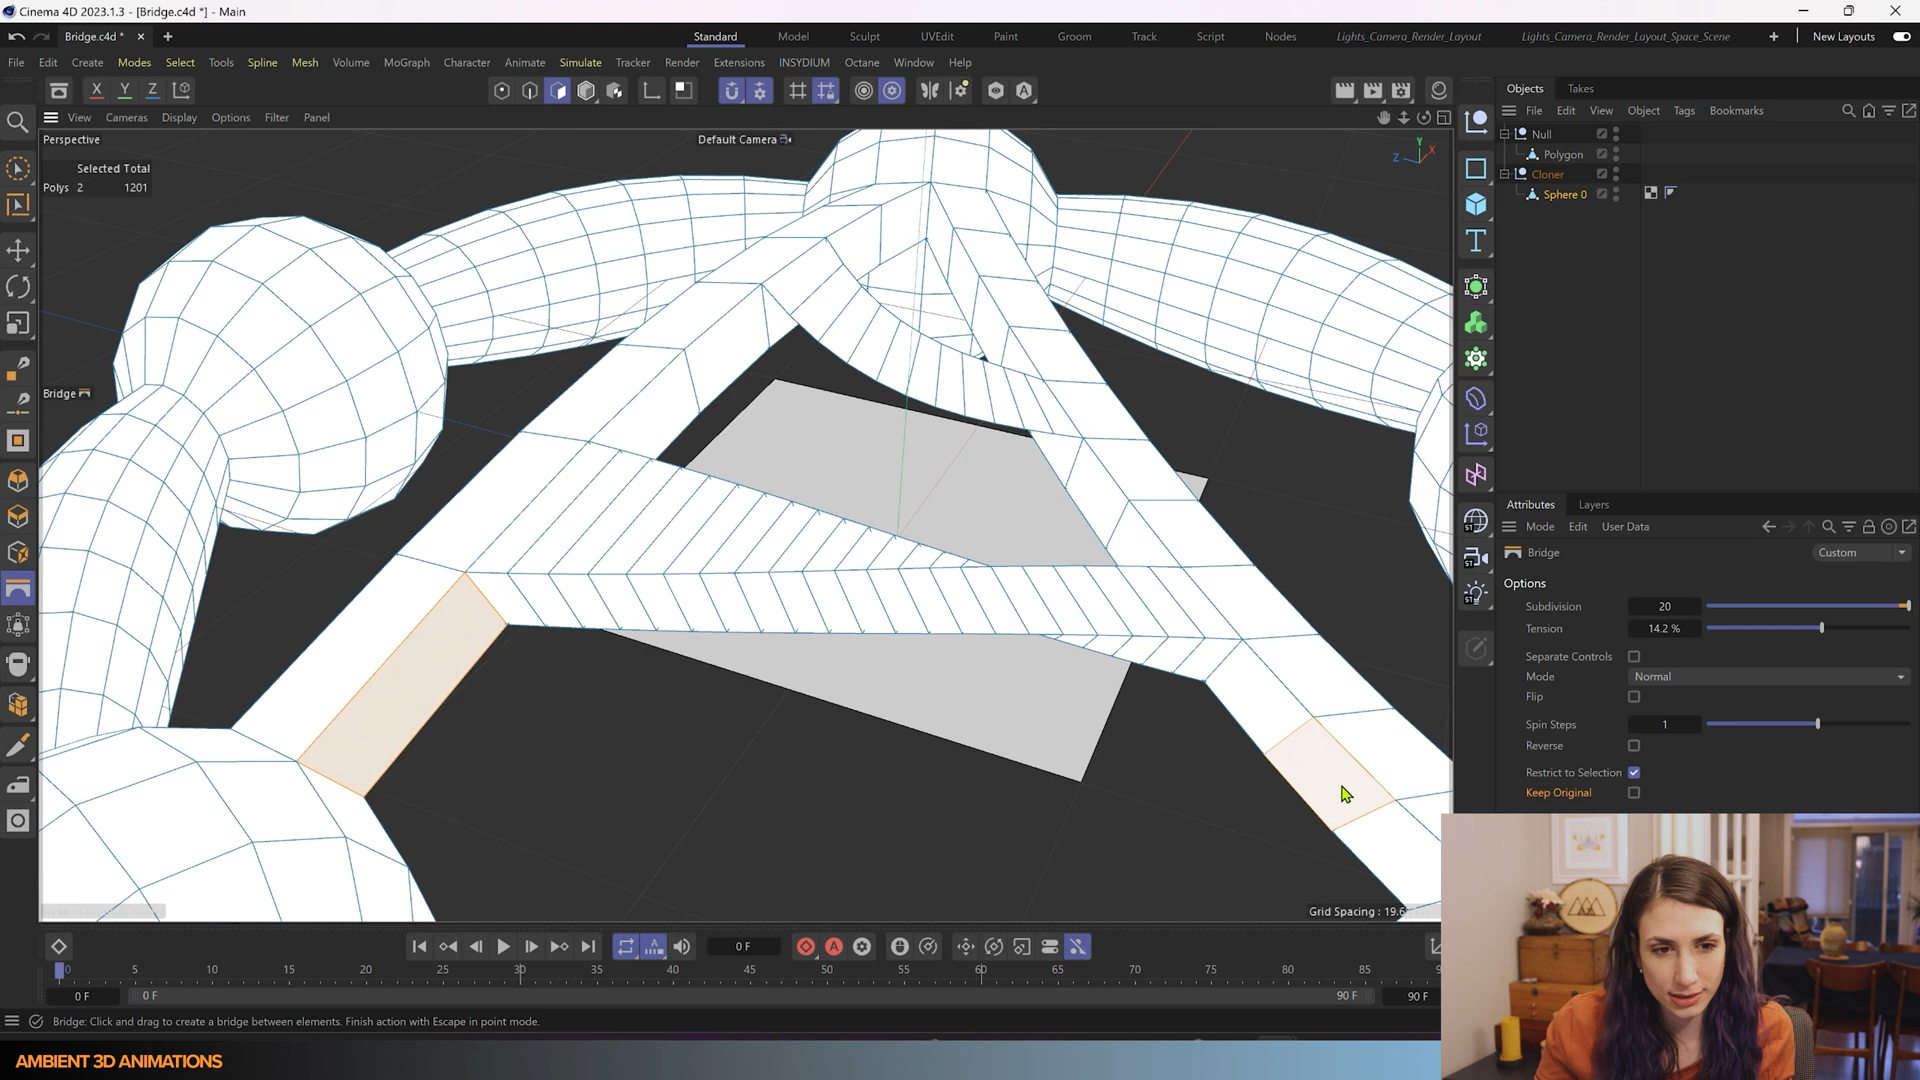 Cinema 4D 2023.1.3 - [Bridge.c4d *] - Main
Bridge.c4d *
Standard Model Sculpt UVEdit Paint Groom Track Script Nodes Lights_Camera_Render_Layout Lights_Camera_Render_Layout_Space_Scene New Layouts
File Edit Create Modes Select Tools Spline Mesh Volume MoGraph Character Animate Simulate Tracker Render Extensions INSYDIUM Octane Window Help
X Y Z
Objects Takes
View Cameras Display Options Filter Panel
File Edit View Object Tags Bookmarks
Perspective
Default Camera
Y
X
Z
Selected Total
Polys 2 1201
Null
Polygon
Cloner
Sphere 0
Bridge
Attributes Layers
Mode Edit User Data
Bridge
Custom
Options
Subdivision 20
Tension 14.2 %
Separate Controls
Mode Normal
Flip
Spin Steps 1
Reverse
Restrict to Selection
Keep Original
Grid Spacing : 19.6
0 F
0 5 10 15 20 25 30 35 40 45 50 55 60 65 70 75 80 85 9
0 F 0 F 90 F 90 F
Bridge: Click and drag to create a bridge between elements. Finish action with Escape in point mode.
AMBIENT 3D ANIMATIONS